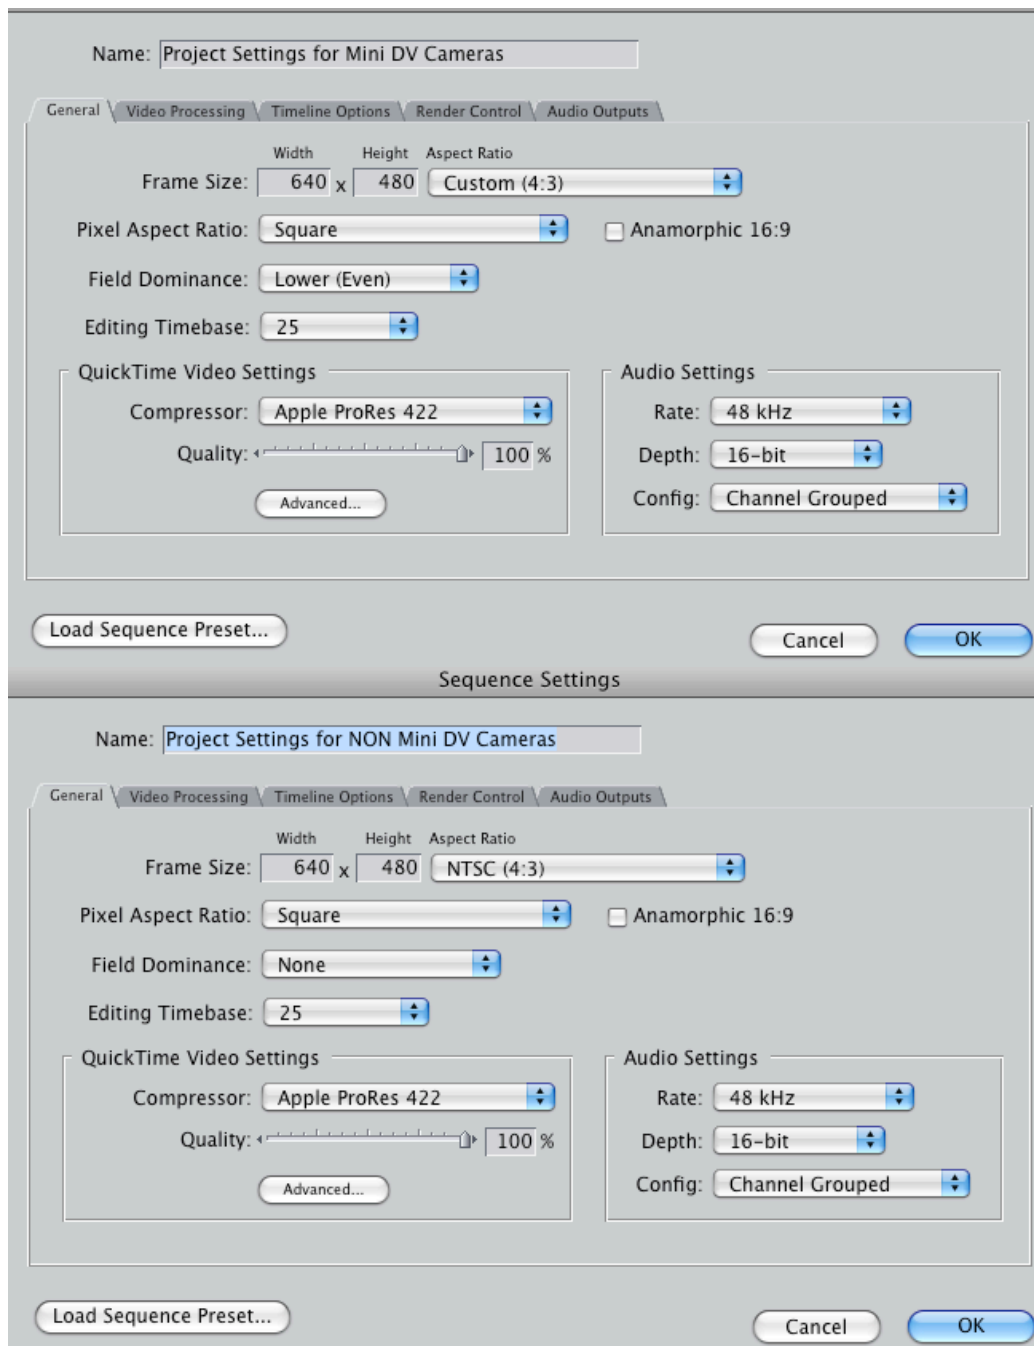 Name: Project Settings for Mini DV Cameras
General Video Processing Timeline Options Render Control Audio Outputs
Width Height Aspect Ratio
Frame Size: 640 x 480 Custom (4:3)
Pixel Aspect Ratio: Square Anamorphic 16:9
Field Dominance: Lower (Even)
Editing Timebase: 25
QuickTime Video Settings Audio Settings
Compressor: Apple ProRes 422 Rate: 48 kHz
Quality: 100 % Depth: 16-bit
Advanced... Config: Channel Grouped
Load Sequence Preset... Cancel OK
Sequence Settings
Name: Project Settings for NON Mini DV Cameras
General Video Processing Timeline Options Render Control Audio Outputs
Width Height Aspect Ratio
Frame Size: 640 x 480 NTSC (4:3)
Pixel Aspect Ratio: Square Anamorphic 16:9
Field Dominance: None
Editing Timebase: 25
QuickTime Video Settings Audio Settings
Compressor: Apple ProRes 422 Rate: 48 kHz
Quality: 100 % Depth: 16-bit
Advanced... Config: Channel Grouped
Load Sequence Preset... Cancel OK